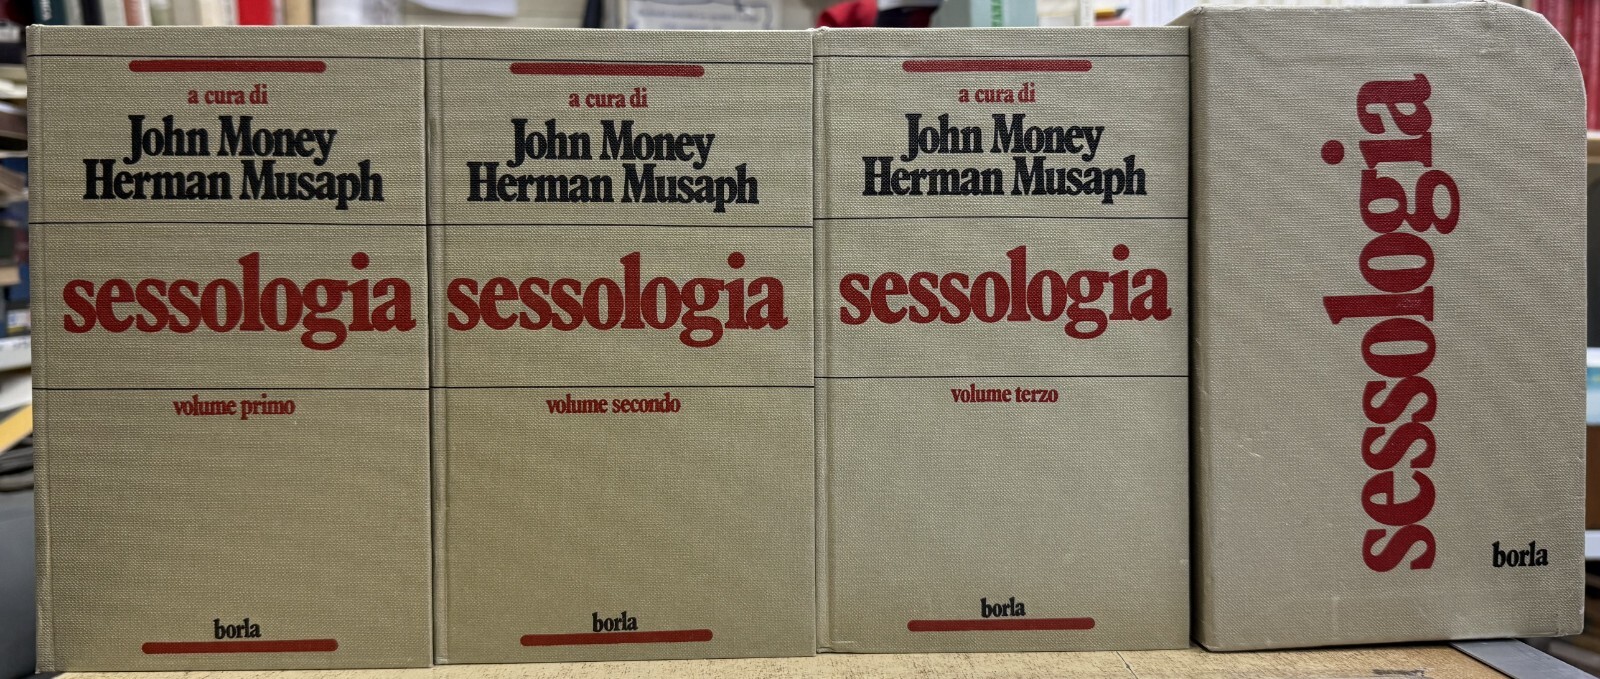 a cura di
John Money
Herman Musaph
sessologia
volume primo
borla
a cura di
John Money
Herman Musaph
sessologia
volume secondo
borla
a cura di
John Money
Herman Musaph
sessologia
volume terzo
borla
sessologia
borla